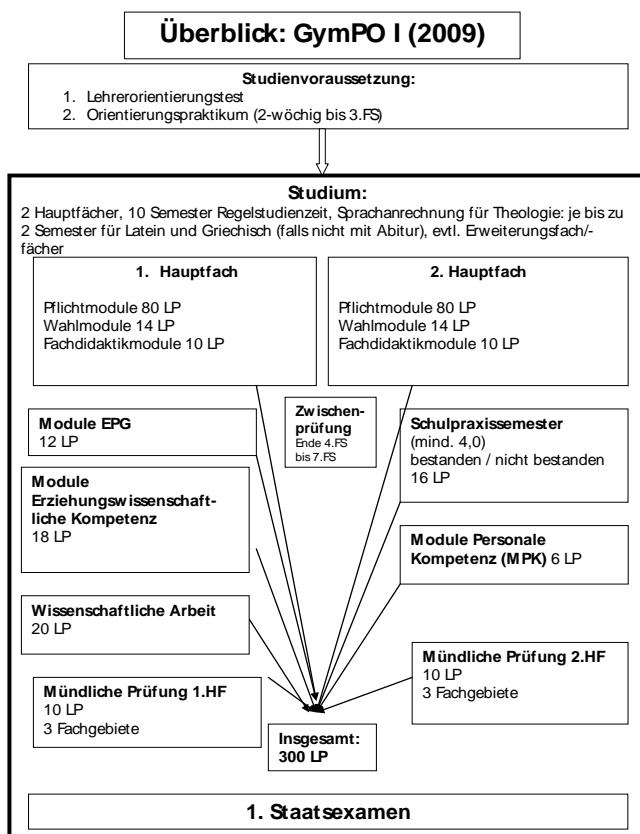 Überblick: GymPO I (2009)
Studienvoraussetzung:
1. Lehrerorientierungstest
2. Orientierungspraktikum (2-wöchig bis 3.FS)
Studium:
2 Hauptfächer, 10 Semester Regelstudienzeit, Sprachanrechnung für Theologie: je bis zu
2 Semester für Latein und Griechisch (falls nicht mit Abitur), evtl. Erweiterungsfach/-
fächer
1. Hauptfach
Pflichtmodule 80 LP
Wahlmodule 14 LP
Fachdidaktikmodule 10 LP
2. Hauptfach
Pflichtmodule 80 LP
Wahlmodule 14 LP
Fachdidaktikmodule 10 LP
Module EPG
12 LP
Zwischen-
prüfung
Ende 4.FS
bis 7.FS
Schulpraxissemester
(mind. 4,0)
bestanden / nicht bestanden
16 LP
Module
Erziehungswissenschaft-
liche Kompetenz
18 LP
Module Personale
Kompetenz (MPK) 6 LP
Wissenschaftliche Arbeit
20 LP
Mündliche Prüfung 2.HF
10 LP
3 Fachgebiete
Mündliche Prüfung 1.HF
10 LP
3 Fachgebiete
Insgesamt:
300 LP
1. Staatsexamen